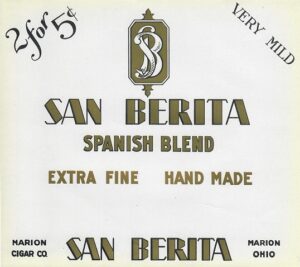 2 for 5¢
VERY MILD
SB
SAN BERITA
SPANISH BLEND
EXTRA FINE HAND MADE
MARION CIGAR CO.
SAN BERITA
MARION OHIO